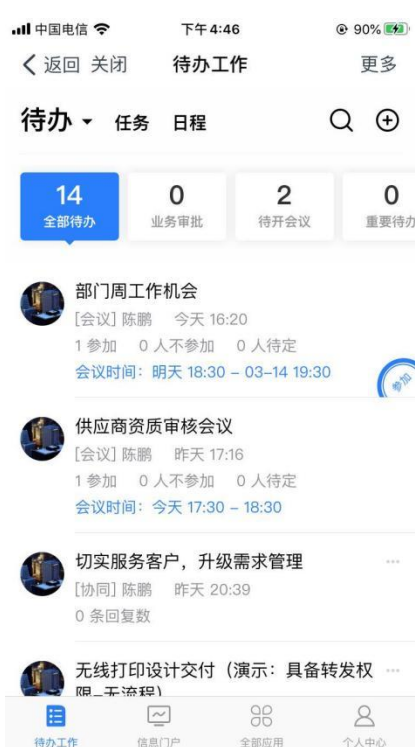 中国电信 下午4:46 90%
返回 关闭 待办工作 更多
待办 任务 日程
14 0 2 0
全部待办 业务审批 待开会议 重要待办
部门周工作机会
[会议] 陈鹏 今天 16:20
1 参加 0 人不参加 0 人待定
会议时间：明天 18:30 – 03–14 19:30
参加
供应商资质审核会议
[会议] 陈鹏 昨天 17:16
1 参加 0 人不参加 0 人待定
会议时间：今天 17:30 – 18:30
切实服务客户，升级需求管理
[协同] 陈鹏 昨天 20:39
0 条回复数
无线打印设计交付（演示：具备转发权
限–无流程）
待办工作 信息门户 全部应用 个人中心